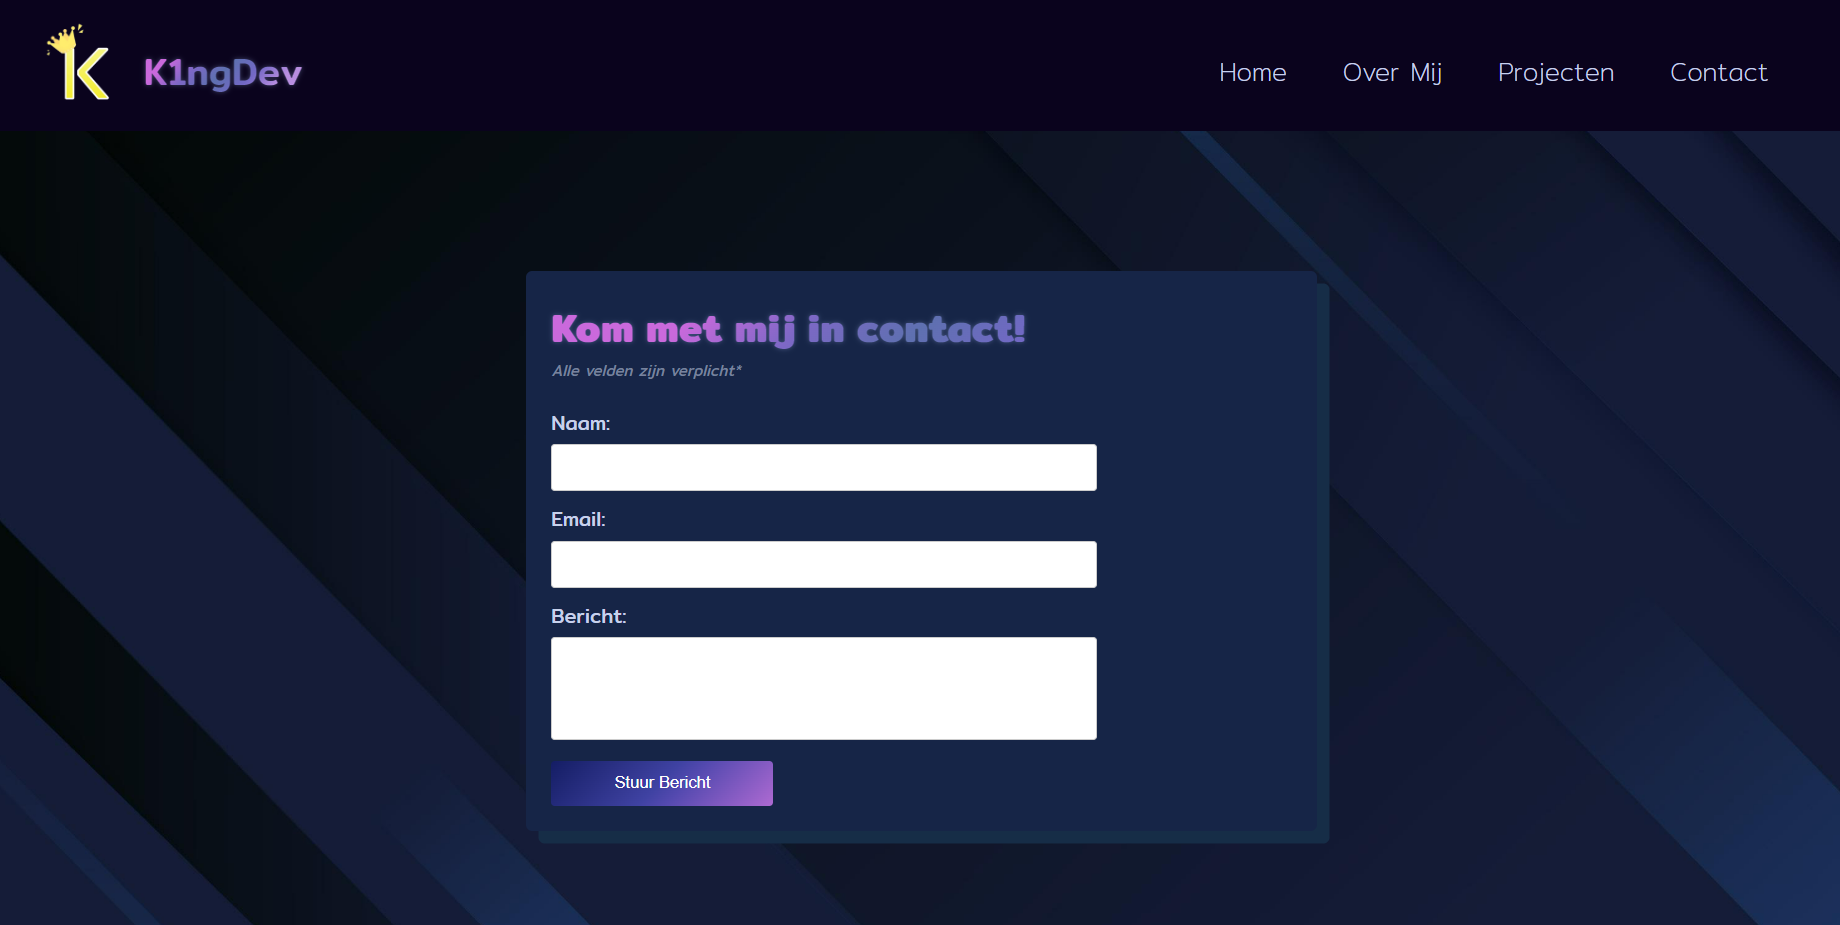 K
K1ngDev
Home
Over Mij
Projecten
Contact
Kom met mij in contact!
Alle velden zijn verplicht*
Naam:
Email:
Bericht:
Stuur Bericht